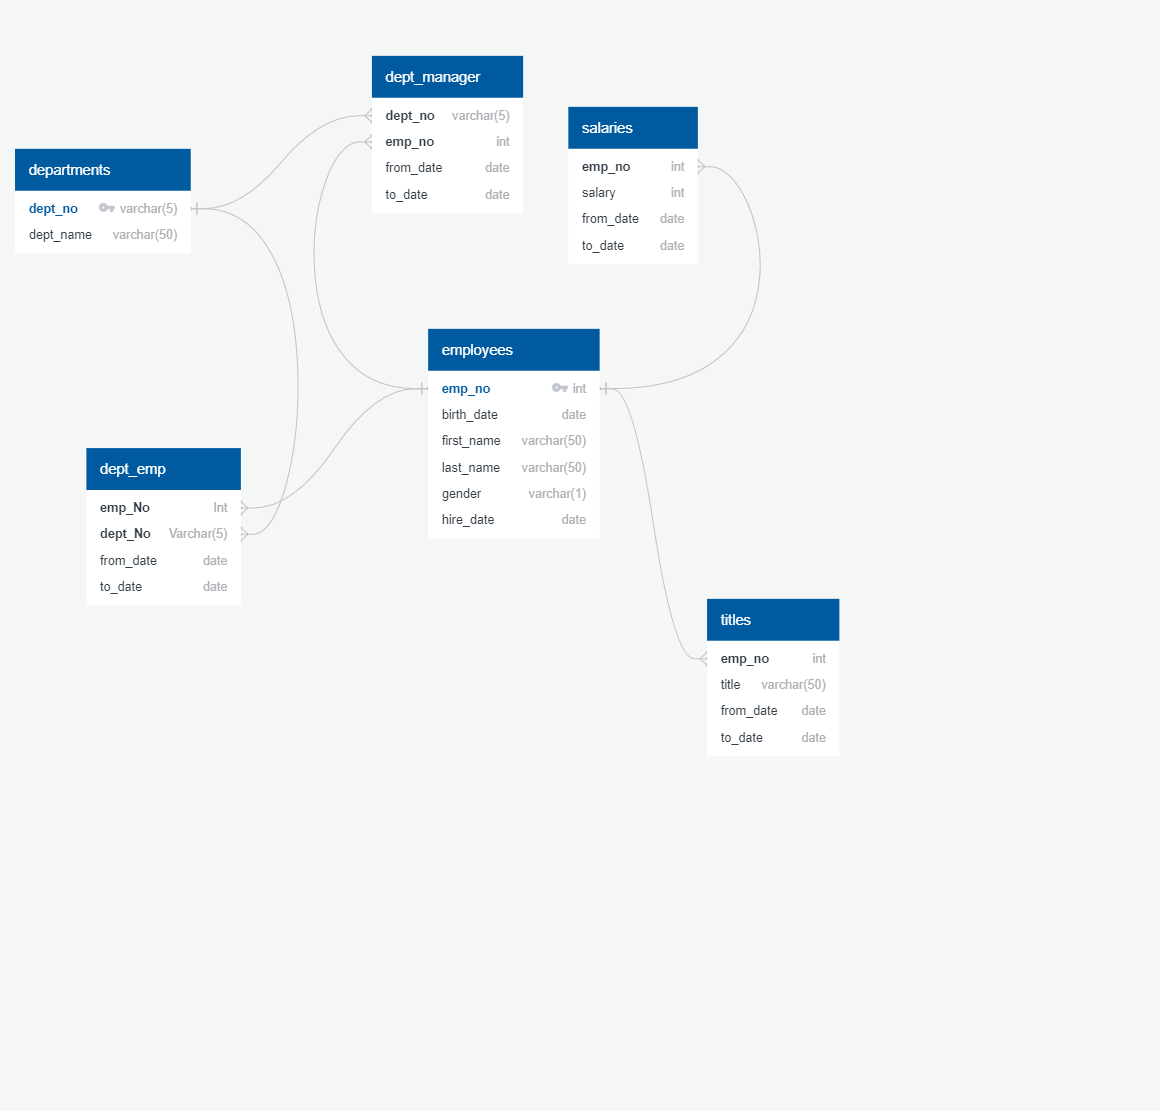 dept_manager
dept_no varchar(5)
emp_no int
from_date date
to_date date
salaries
emp_no int
salary int
from_date date
to_date date
departments
dept_no varchar(5)
dept_name varchar(50)
employees
emp_no int
birth_date date
first_name varchar(50)
last_name varchar(50)
gender varchar(1)
hire_date date
dept_emp
emp_No Int
dept_No Varchar(5)
from_date date
to_date date
titles
emp_no int
title varchar(50)
from_date date
to_date date